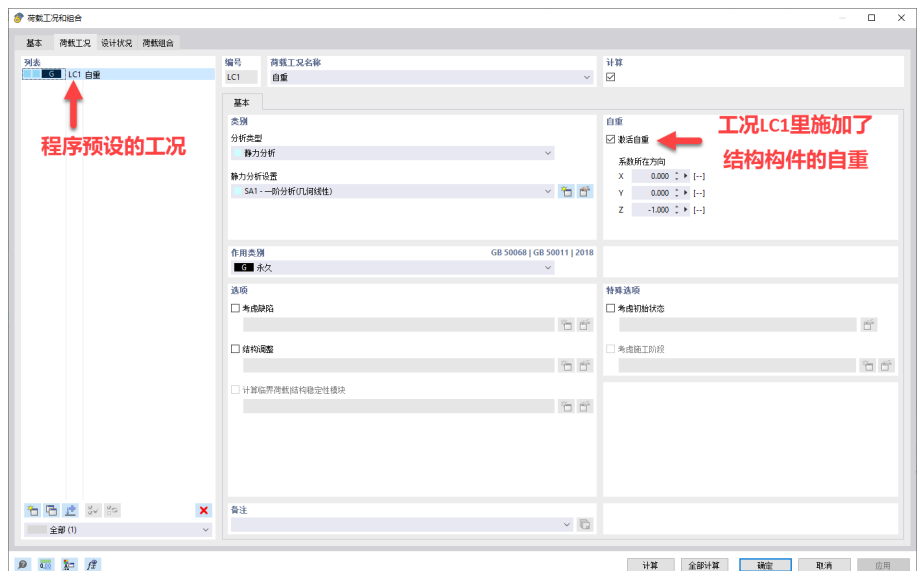 荷载工况和组合
基本 荷载工况 设计状况 荷载组合
列表
G LC1 自重
程序预设的工况
全部 (1)
编号 荷载工况名称
LC1 自重
计算
基本
类别
分析类型
静力分析
静力分析设置
SA1 - 一阶分析(几何线性)
自重
激活自重
系数所在方向
X 0.000 [--]
Y 0.000 [--]
Z -1.000 [--]
工况LC1里施加了
结构构件的自重
作用类别 GB 50068 | GB 50011 | 2018
G 永久
选项
考虑缺陷
结构调整
计算临界荷载|结构稳定性模块
特殊选项
考虑初始状态
考虑施工阶段
备注
计算 全部计算 确定 取消 应用